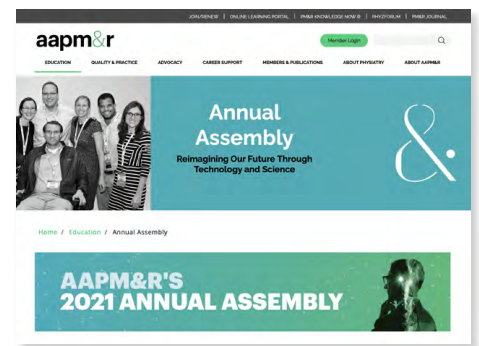 JOIN/RENEW | ONLINE LEARNING PORTAL | PM&R KNOWLEDGE NOW ® | PHYZFORUM | PM&R JOURNAL
aapm&r
Member Login
EDUCATION QUALITY & PRACTICE ADVOCACY CAREER SUPPORT MEMBERS & PUBLICATIONS ABOUT PHYSIATRY ABOUT AAPM&R
Annual
Assembly
Reimagining Our Future Through
Technology and Science
&
Home / Education / Annual Assembly
AAPM&R'S
2021 ANNUAL ASSEMBLY